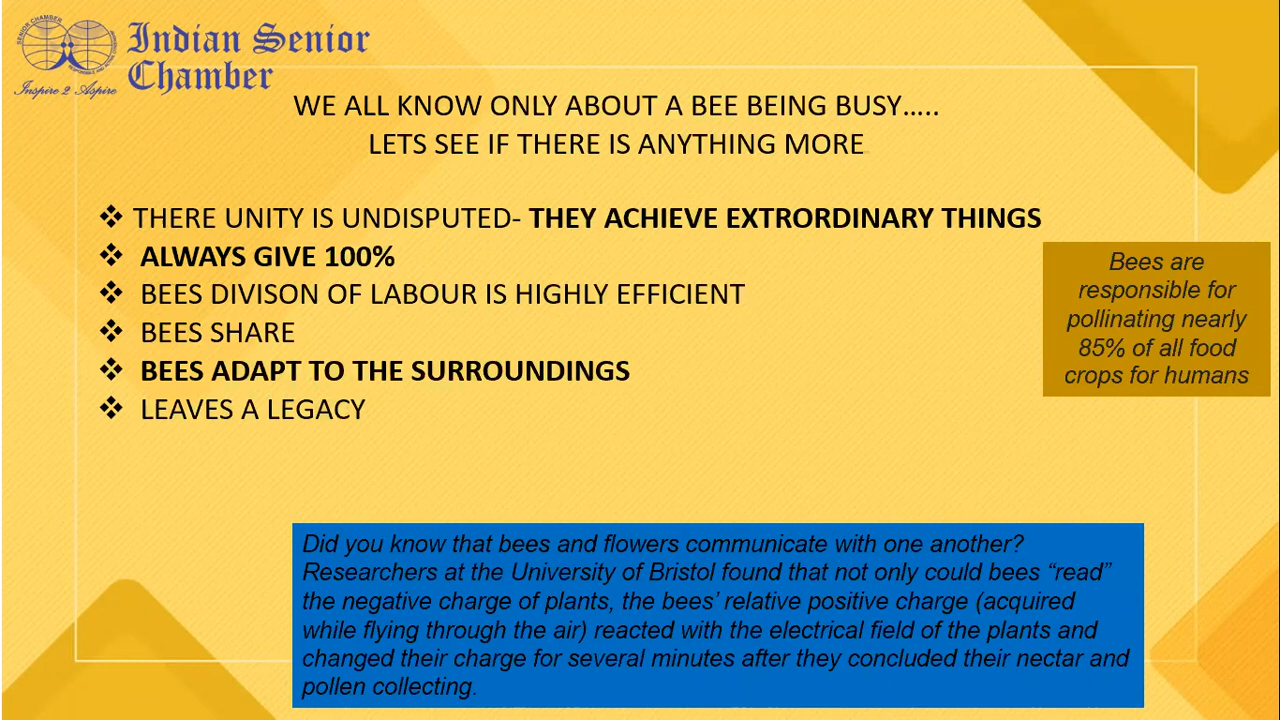 Indian Senior
Chamber
Inspire 2 Aspire
SENIOR CHAMBER
WE ALL KNOW ONLY ABOUT A BEE BEING BUSY.....
LETS SEE IF THERE IS ANYTHING MORE
❖ THERE UNITY IS UNDISPUTED- THEY ACHIEVE EXTRORDINARY THINGS
❖ ALWAYS GIVE 100%
❖ BEES DIVISON OF LABOUR IS HIGHLY EFFICIENT
❖ BEES SHARE
❖ BEES ADAPT TO THE SURROUNDINGS
❖ LEAVES A LEGACY
Bees are
responsible for
pollinating nearly
85% of all food
crops for humans
Did you know that bees and flowers communicate with one another?
Researchers at the University of Bristol found that not only could bees “read”
the negative charge of plants, the bees’ relative positive charge (acquired
while flying through the air) reacted with the electrical field of the plants and
changed their charge for several minutes after they concluded their nectar and
pollen collecting.